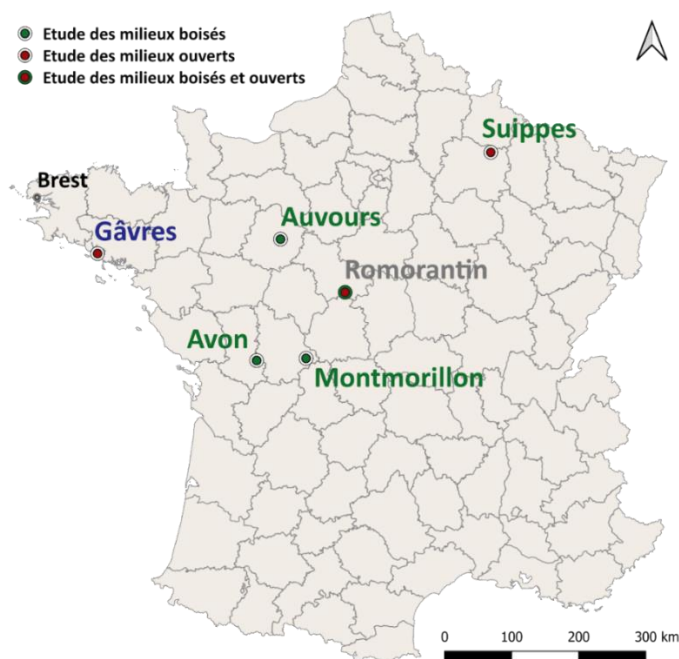 Etude des milieux boisés
Etude des milieux ouverts
Etude des milieux boisés et ouverts
Suippes
Brest
Auvours
Gâvres
Romorantin
Avon
Montmorillon
0 100 200 300 km